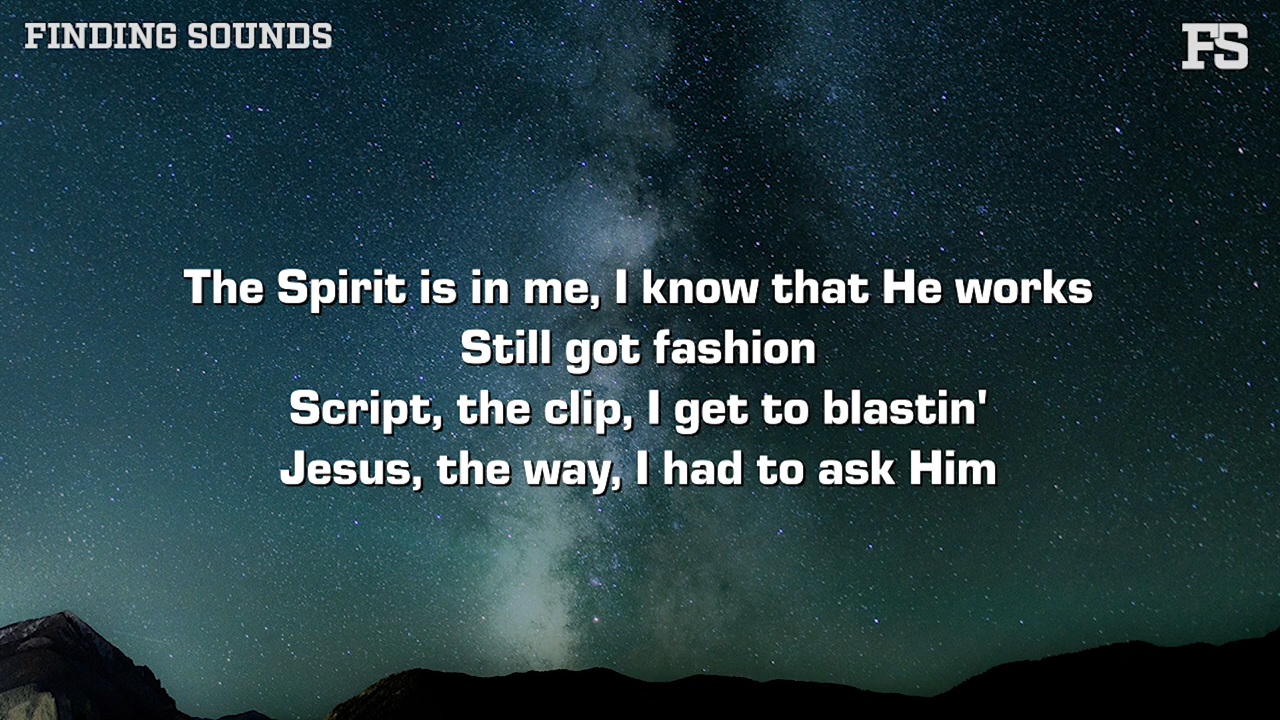 FINDING SOUNDS
FS
The Spirit is in me, I know that He works
Still got fashion
Script, the clip, I get to blastin'
Jesus, the way, I had to ask Him